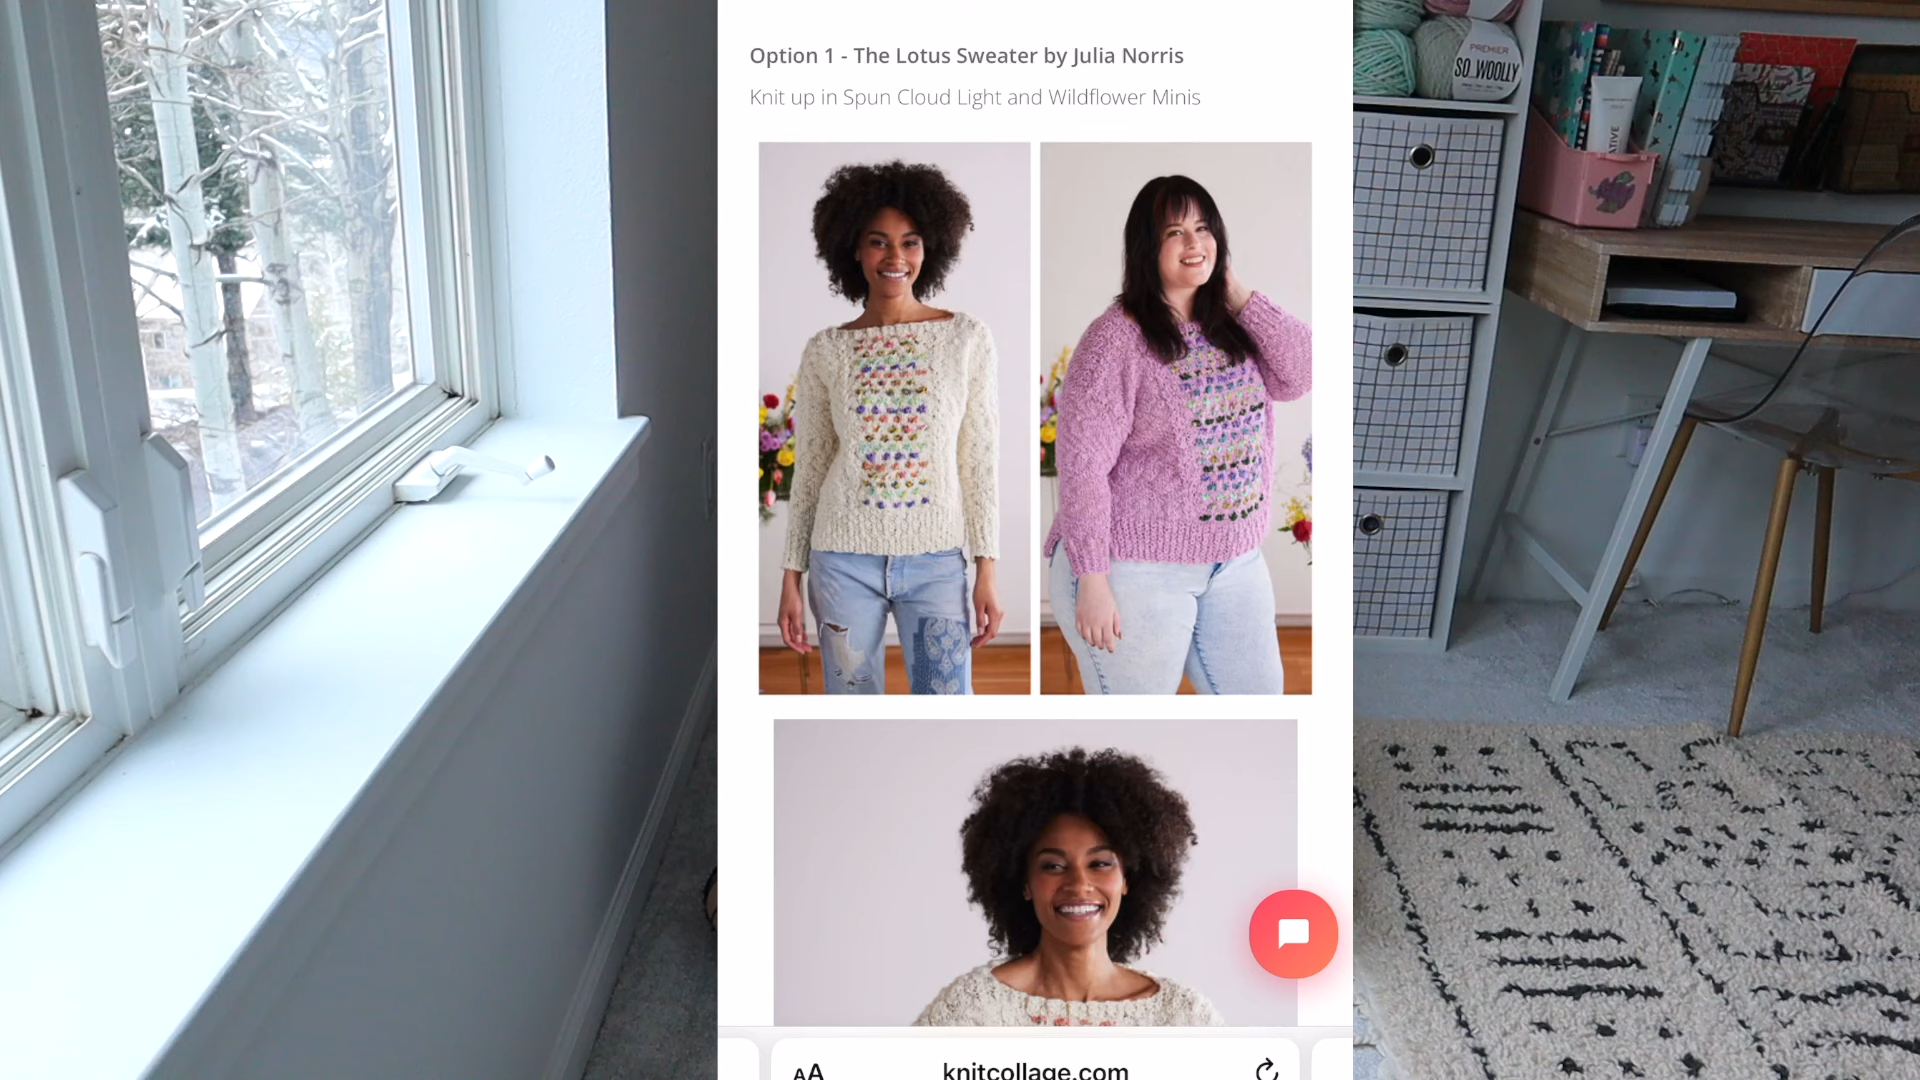 Option 1 - The Lotus Sweater by Julia Norris
Knit up in Spun Cloud Light and Wildflower Minis
PREMIER
SO WOOLLY
AA
knitcollage.com